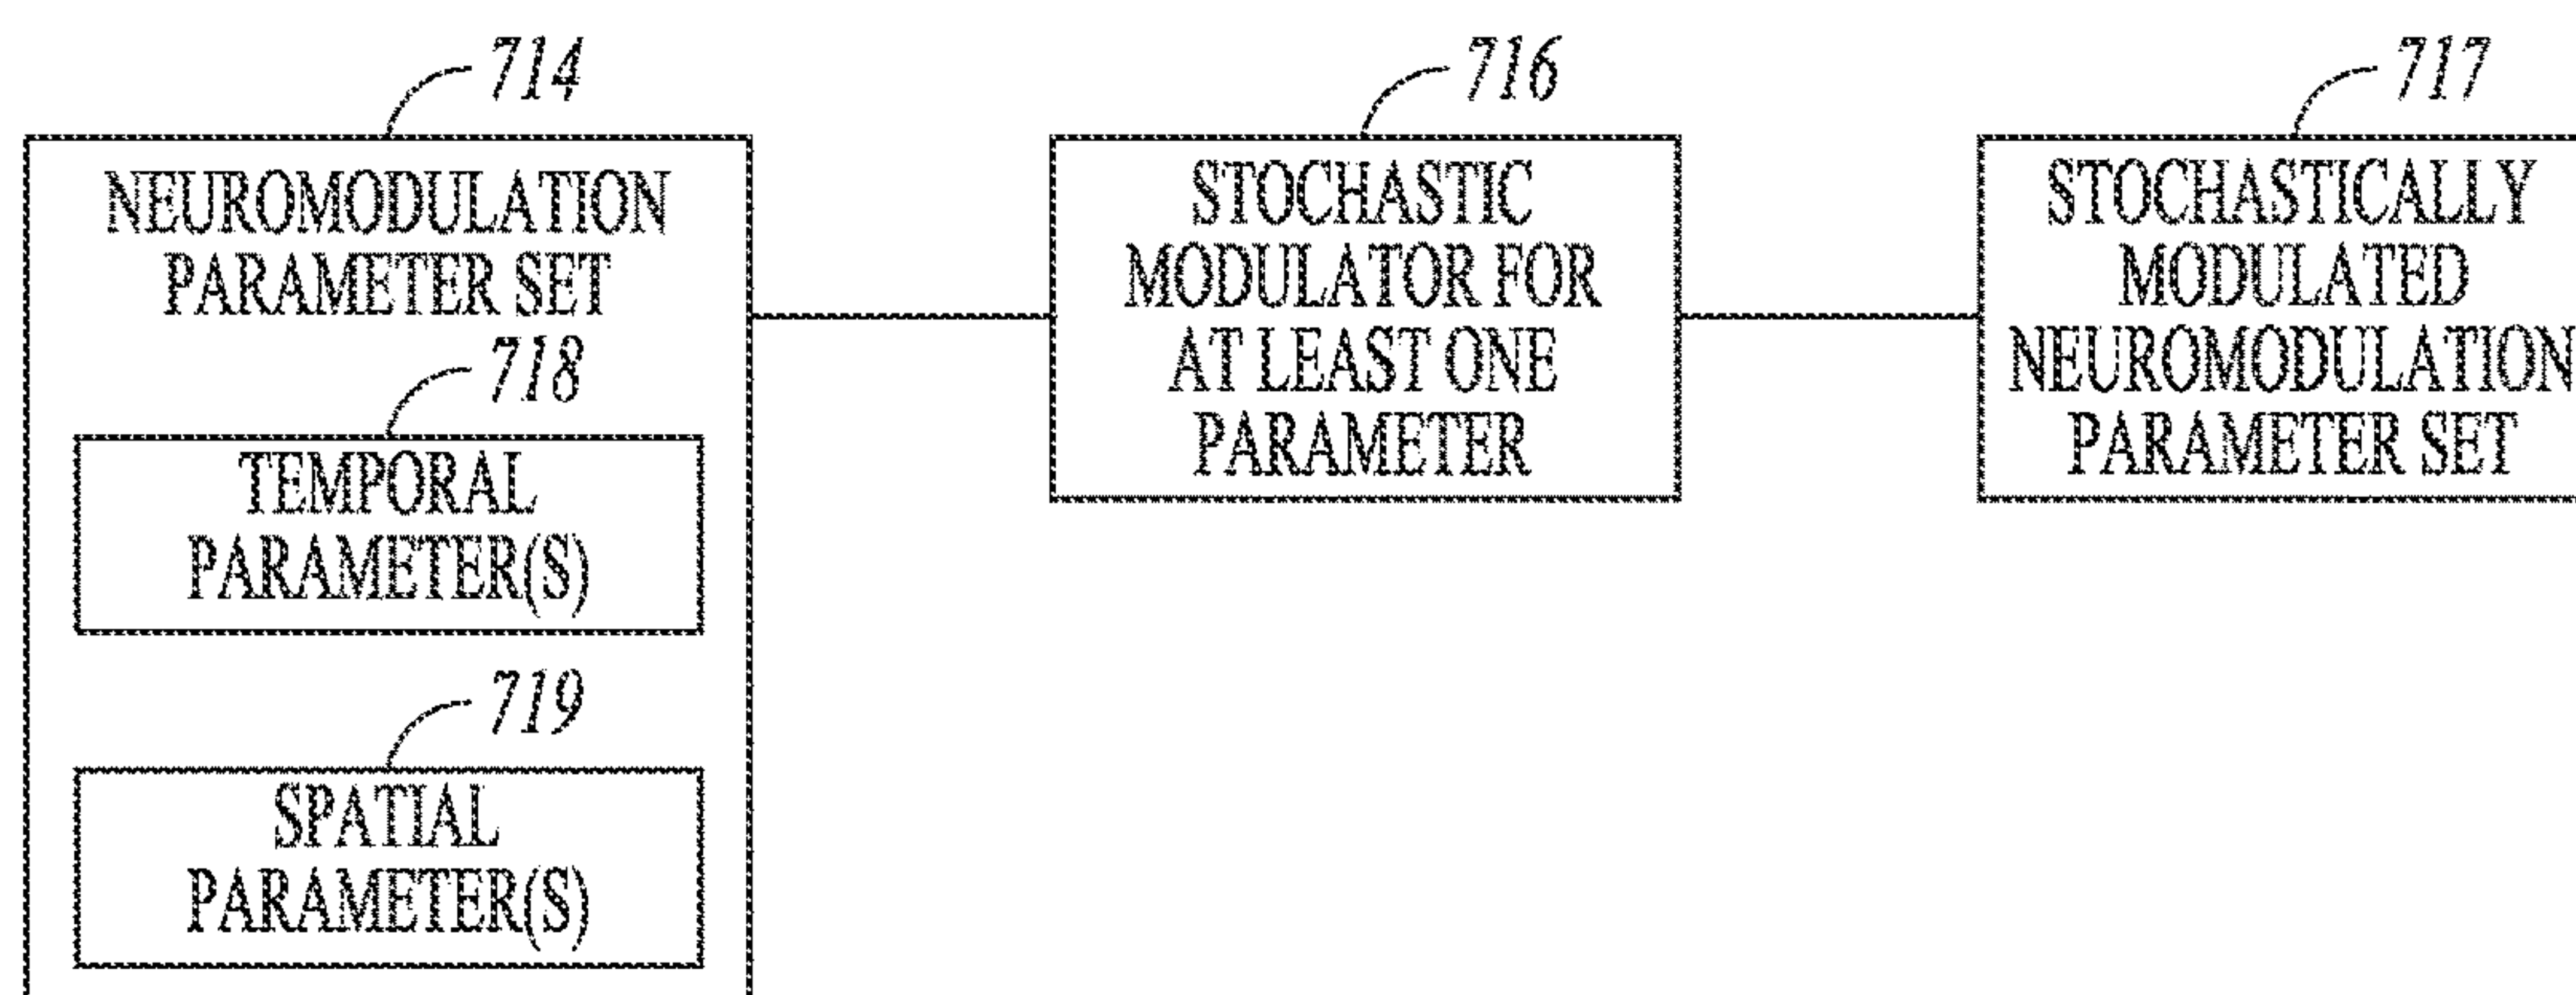 714
NEUROMODULATION
PARAMETER SET
718
TEMPORAL
PARAMETER(S)
719
SPATIAL
PARAMETER(S)
716
STOCHASTIC
MODULATOR FOR
AT LEAST ONE
PARAMETER
717
STOCHASTICALLY
MODULATED
NEUROMODULATION
PARAMETER SET